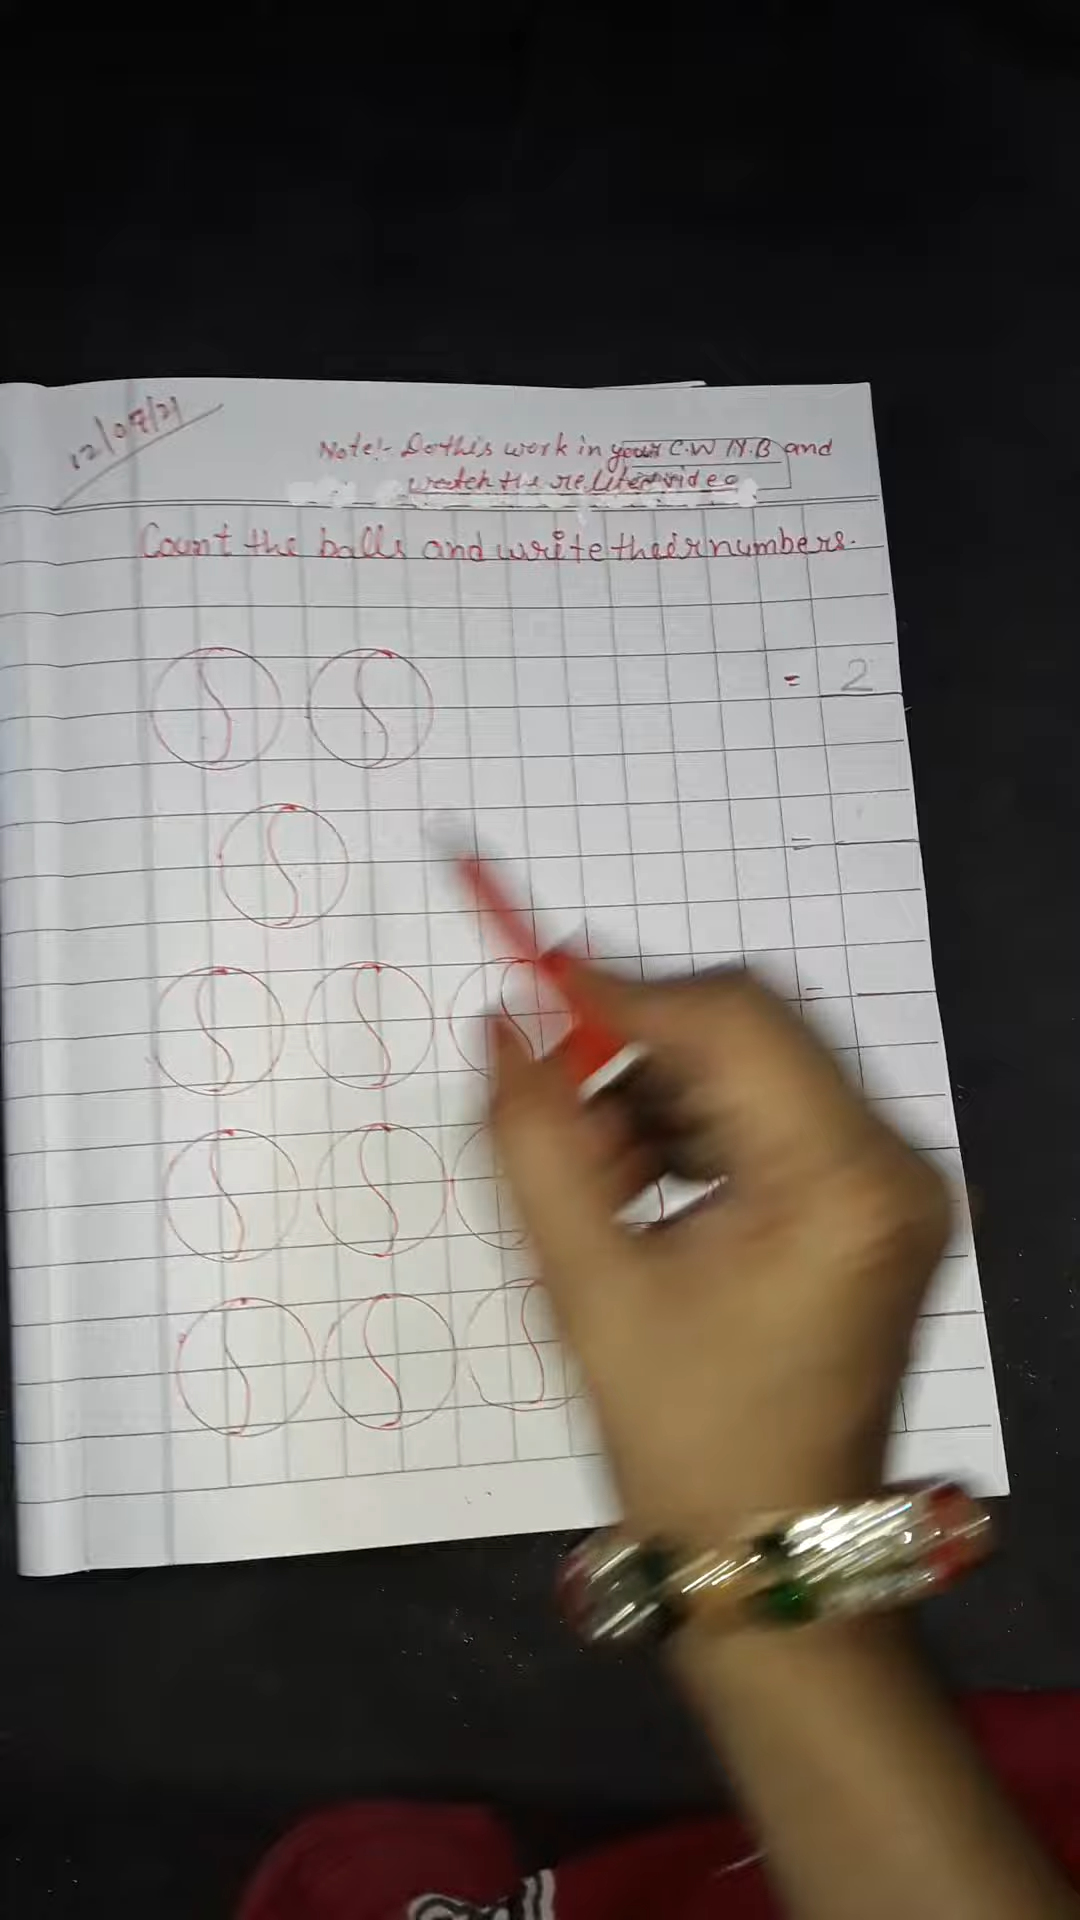 12/07/21
Note:- Do this work in your C.W N.B and
watch the related video
Count the balls and write their numbers.
= 2
=
=